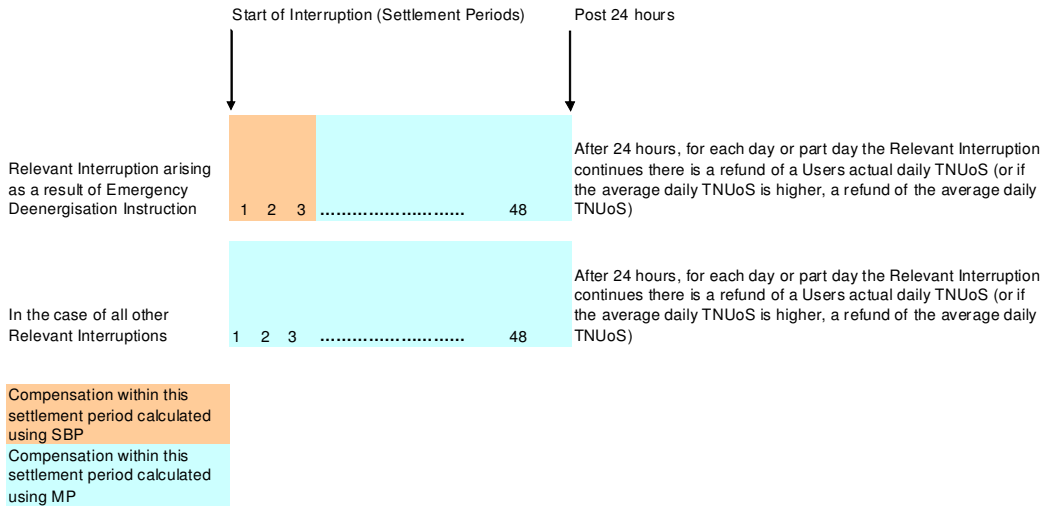 Start of Interruption (Settlement Periods)
Post 24 hours
Relevant Interruption arising
as a result of Emergency
Deenergisation Instruction
1 2 3 ........................... 48
After 24 hours, for each day or part day the Relevant Interruption
continues there is a refund of a Users actual daily TNUoS (or if
the average daily TNUoS is higher, a refund of the average daily
TNUoS)
In the case of all other
Relevant Interruptions
1 2 3 ........................... 48
After 24 hours, for each day or part day the Relevant Interruption
continues there is a refund of a Users actual daily TNUoS (or if
the average daily TNUoS is higher, a refund of the average daily
TNUoS)
Compensation within this
settlement period calculated
using SBP
Compensation within this
settlement period calculated
using MP